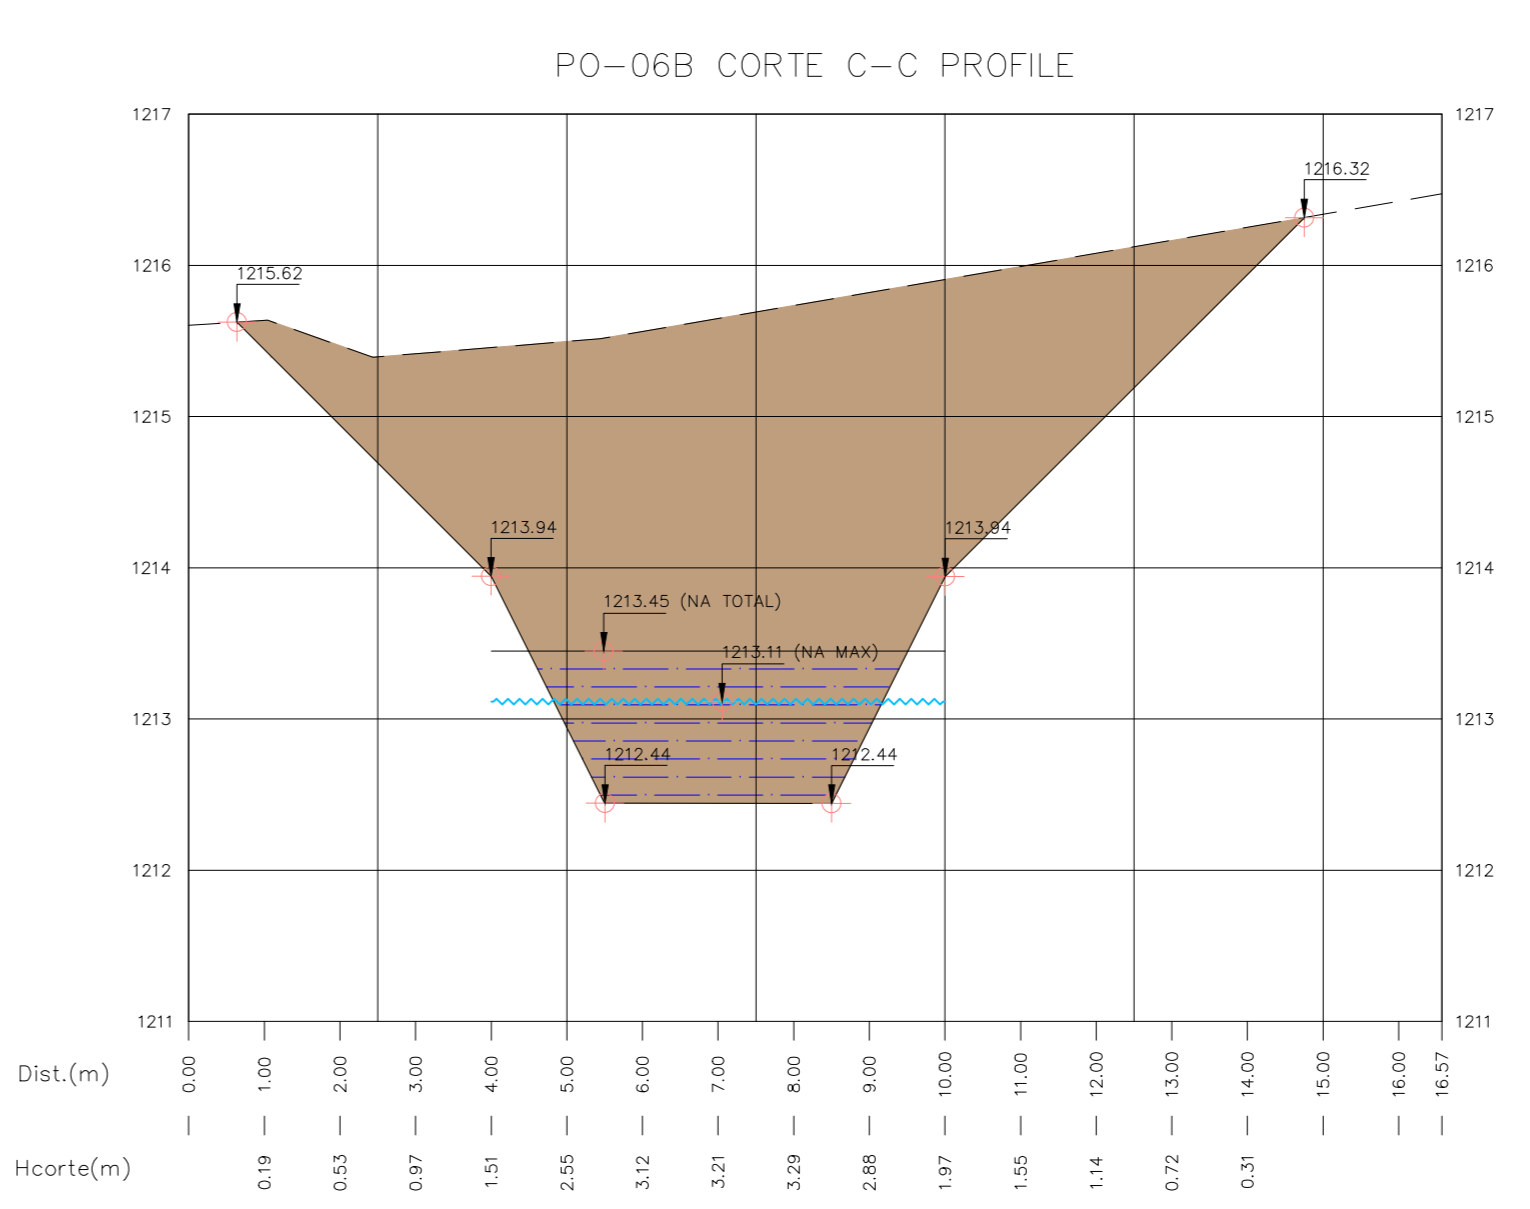 PO-06B CORTE C-C PROFILE
1217 1217
1216.32
1216 1216
1215.62
1215 1215
1213.94 1213.94
1214 1214
1213.45 (NA TOTAL)
1213.11 (NA MAX)
1213 1213
1212.44 1212.44
1212 1212
1211 1211
Dist.(m) 0.00 1.00 2.00 3.00 4.00 5.00 6.00 7.00 8.00 9.00 10.00 11.00 12.00 13.00 14.00 15.00 16.00 16.57
Hcorte(m) 0.19 0.53 0.97 1.51 2.55 3.12 3.21 3.29 2.88 1.97 1.55 1.14 0.72 0.31